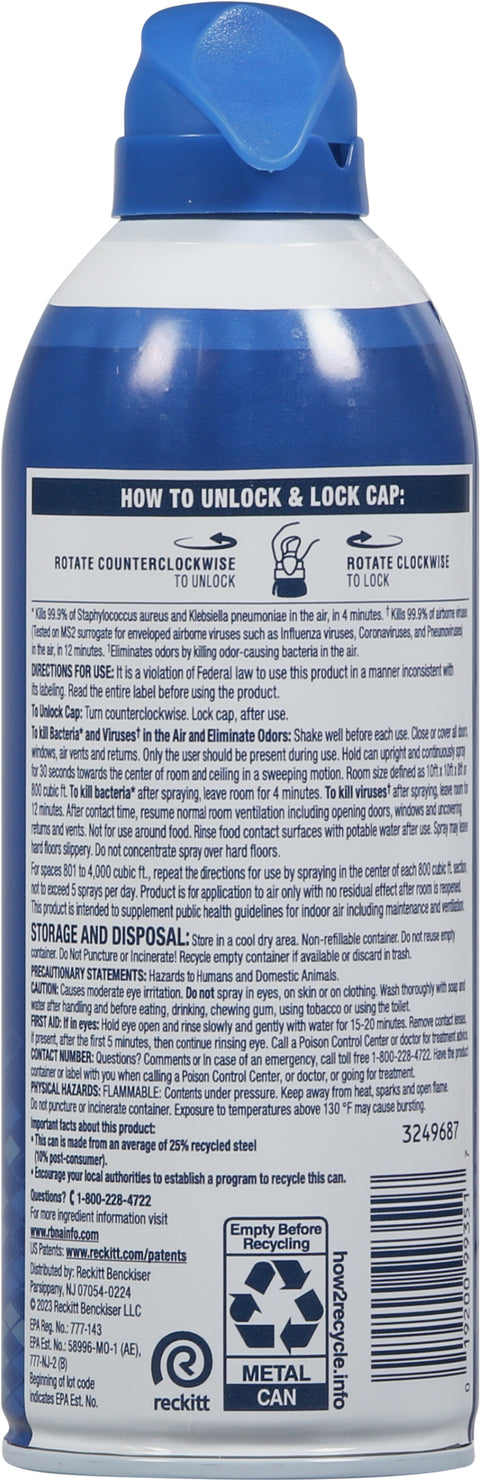 HOW TO UNLOCK & LOCK CAP:
ROTATE COUNTERCLOCKWISE
TO UNLOCK
ROTATE CLOCKWISE
TO LOCK
* Kills 99.9% of Staphylococcus aureus and Klebsiella pneumoniae in the air, in 4 minutes. † Kills 99.9% of airborne viruses
(Tested on MS2 surrogate for enveloped airborne viruses such as Influenza viruses, Coronaviruses, and Pneumoviruses)
in the air, in 12 minutes. ‡Eliminates odors by killing odor-causing bacteria in the air.
DIRECTIONS FOR USE: It is a violation of Federal law to use this product in a manner inconsistent with
its labeling. Read the entire label before using the product.
To Unlock Cap: Turn counterclockwise. Lock cap, after use.
To kill Bacteria* and Viruses† in the Air and Eliminate Odors: Shake well before each use. Close or cover all doors,
windows, air vents and returns. Only the user should be present during use. Hold can upright and continuously spray
for 30 seconds towards the center of room and ceiling in a sweeping motion. Room size defined as 10ft x 10ft x 8ft or
800 cubic ft. To kill bacteria* after spraying, leave room for 4 minutes. To kill viruses† after spraying, leave room for
12 minutes. After contact time, resume normal room ventilation including opening doors, windows and uncovering
returns and vents. Not for use around food. Rinse food contact surfaces with potable water after use. Spray may leave
hard floors slippery. Do not concentrate spray over hard floors.
For spaces 801 to 4,000 cubic ft., repeat the directions for use by spraying in the center of each 800 cubic ft. section,
not to exceed 5 sprays per day. Product is for application to air only with no residual effect after room is reopened.
This product is intended to supplement public health guidelines for indoor air including maintenance and ventilation.
STORAGE AND DISPOSAL: Store in a cool dry area. Non-refillable container. Do not reuse empty
container. Do Not Puncture or Incinerate! Recycle empty container if available or discard in trash.
PRECAUTIONARY STATEMENTS: Hazards to Humans and Domestic Animals.
CAUTION: Causes moderate eye irritation. Do not spray in eyes, on skin or on clothing. Wash thoroughly with soap and
water after handling and before eating, drinking, chewing gum, using tobacco or using the toilet.
FIRST AID: If in eyes: Hold eye open and rinse slowly and gently with water for 15-20 minutes. Remove contact lenses,
if present, after the first 5 minutes, then continue rinsing eye. Call a Poison Control Center or doctor for treatment advice.
CONTACT NUMBER: Questions? Comments or In case of an emergency, call toll free 1-800-228-4722. Have the product
container or label with you when calling a Poison Control Center, or doctor, or going for treatment.
PHYSICAL HAZARDS: FLAMMABLE: Contents under pressure. Keep away from heat, sparks and open flame.
Do not puncture or incinerate container. Exposure to temperatures above 130 °F may cause bursting.
Important facts about this product:
• This can is made from an average of 25% recycled steel
(10% post-consumer).
• Encourage your local authorities to establish a program to recycle this can.
3249687
Questions? 1-800-228-4722
For more ingredient information visit
www.rbnainfo.com
US Patents: www.reckitt.com/patents
Distributed by: Reckitt Benckiser
Parsippany, NJ 07054-0224
© 2023 Reckitt Benckiser LLC
EPA Reg. No.: 777-143
EPA Est. No.: 58996-MO-1 (AE),
777-NJ-2 (B)
Beginning of lot code
indicates EPA Est. No.
reckitt
Empty Before
Recycling
METAL
CAN
how2recycle.info
0 19200 99351 7